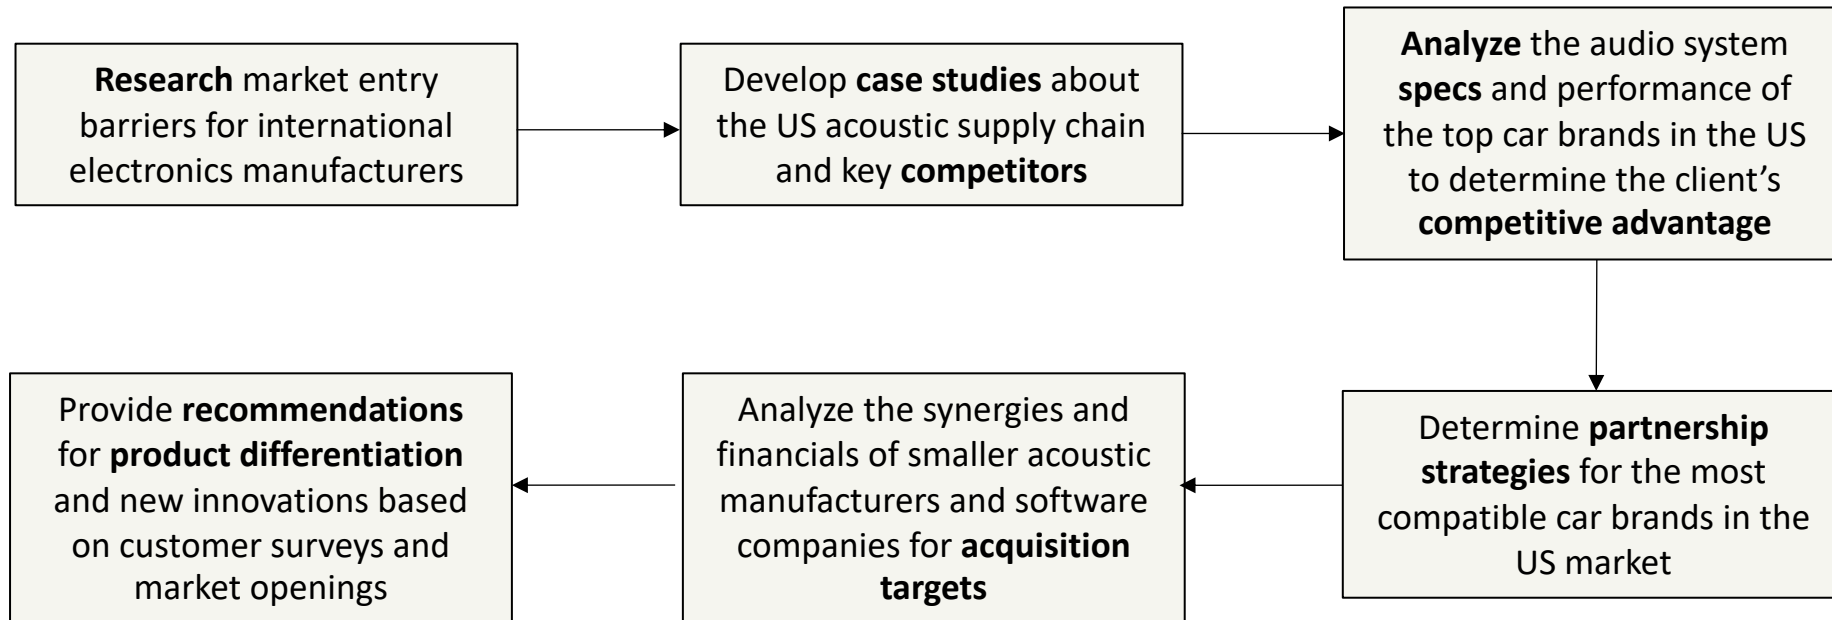 Research market entry
barriers for international
electronics manufacturers
Develop case studies about
the US acoustic supply chain
and key competitors
Analyze the audio system
specs and performance of
the top car brands in the US
to determine the client’s
competitive advantage
Determine partnership
strategies for the most
compatible car brands in the
US market
Analyze the synergies and
financials of smaller acoustic
manufacturers and software
companies for acquisition
targets
Provide recommendations
for product differentiation
and new innovations based
on customer surveys and
market openings